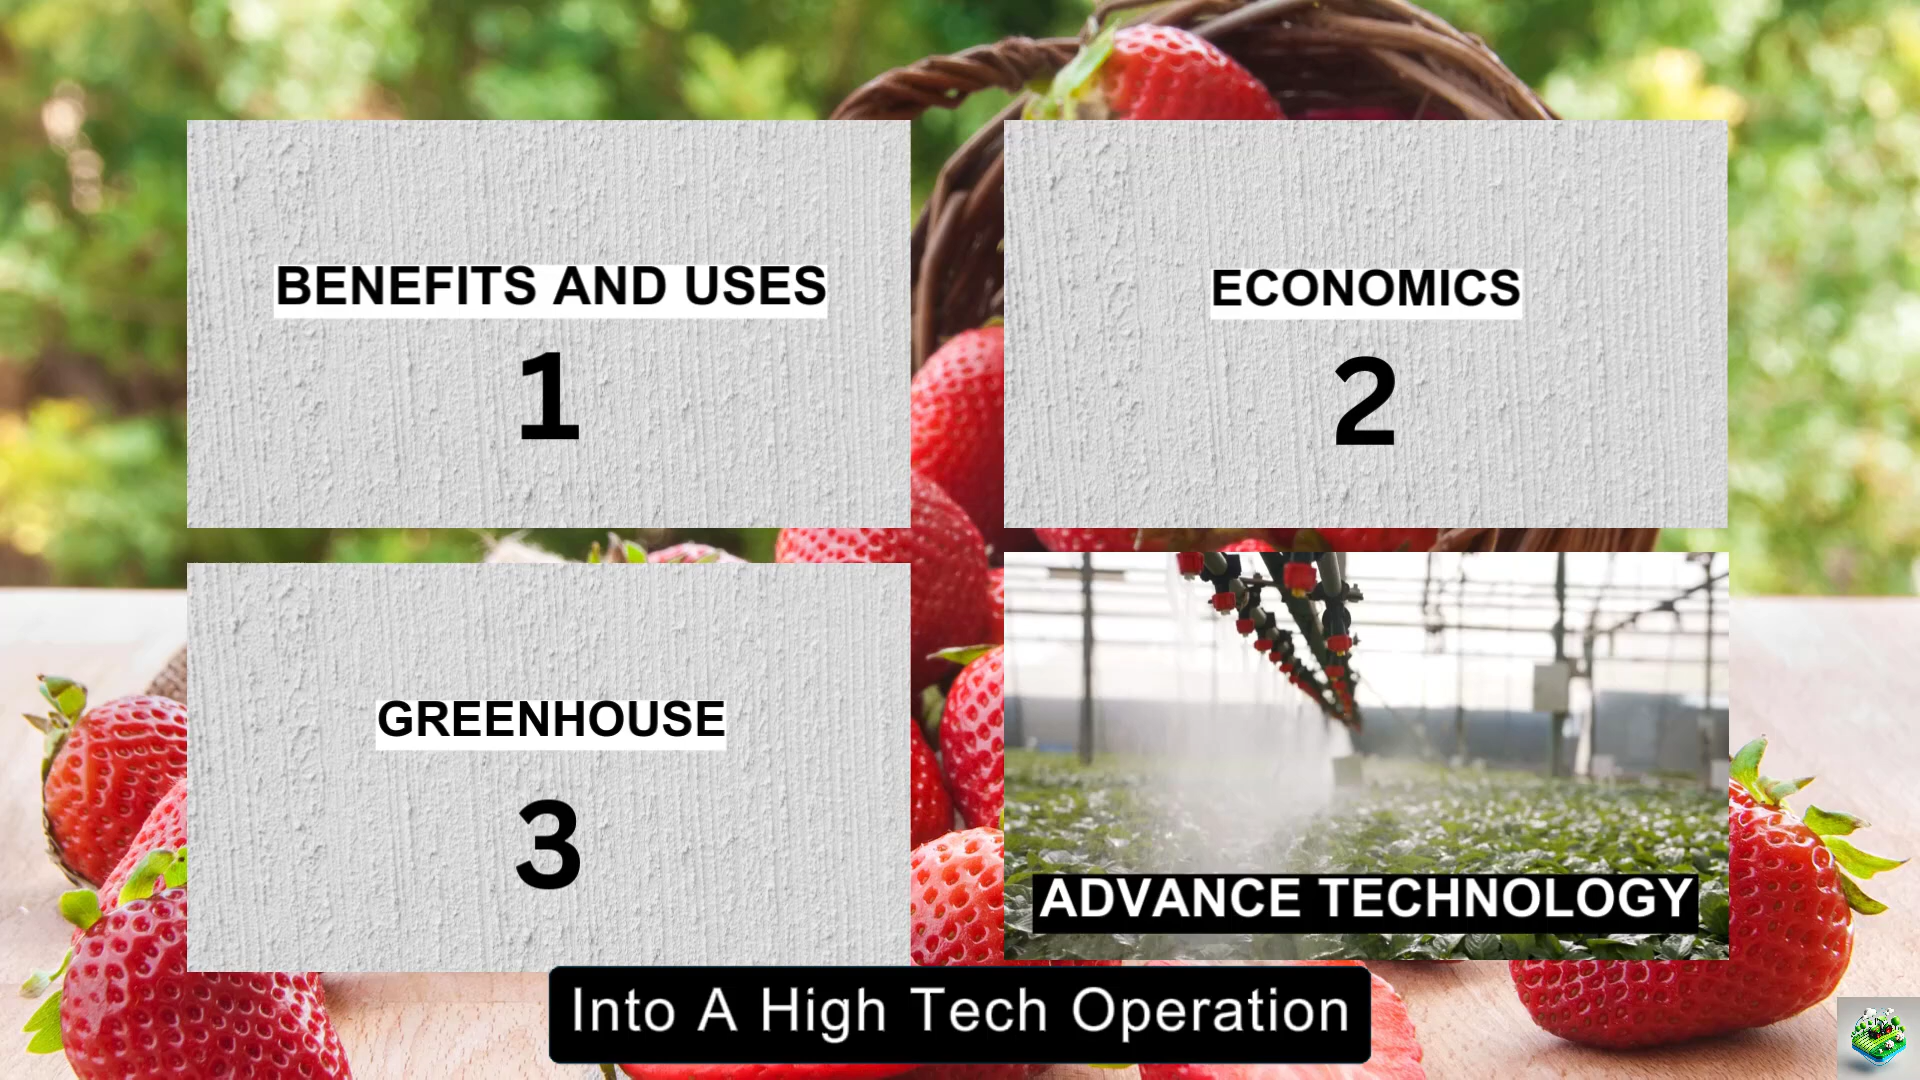 BENEFITS AND USES
1
ECONOMICS
2
GREENHOUSE
3
ADVANCE TECHNOLOGY
Into A High Tech Operation